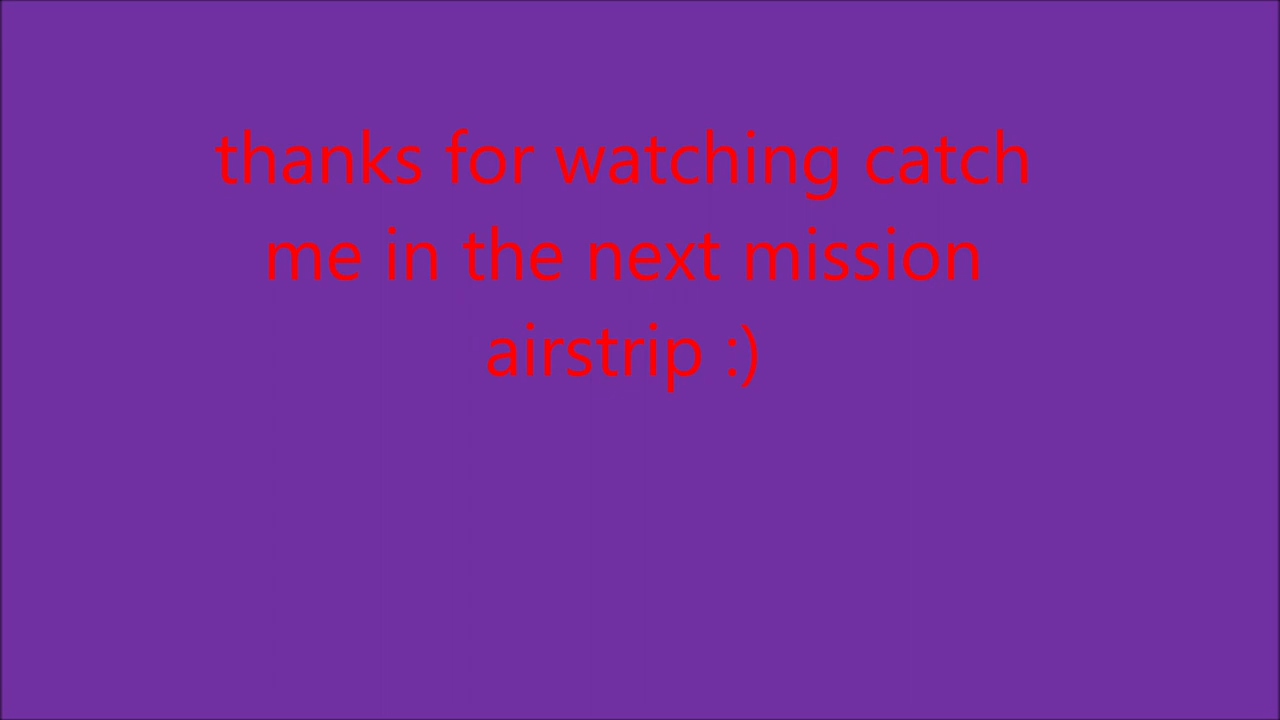 thanks for watching catch
me in the next mission
airstrip :)